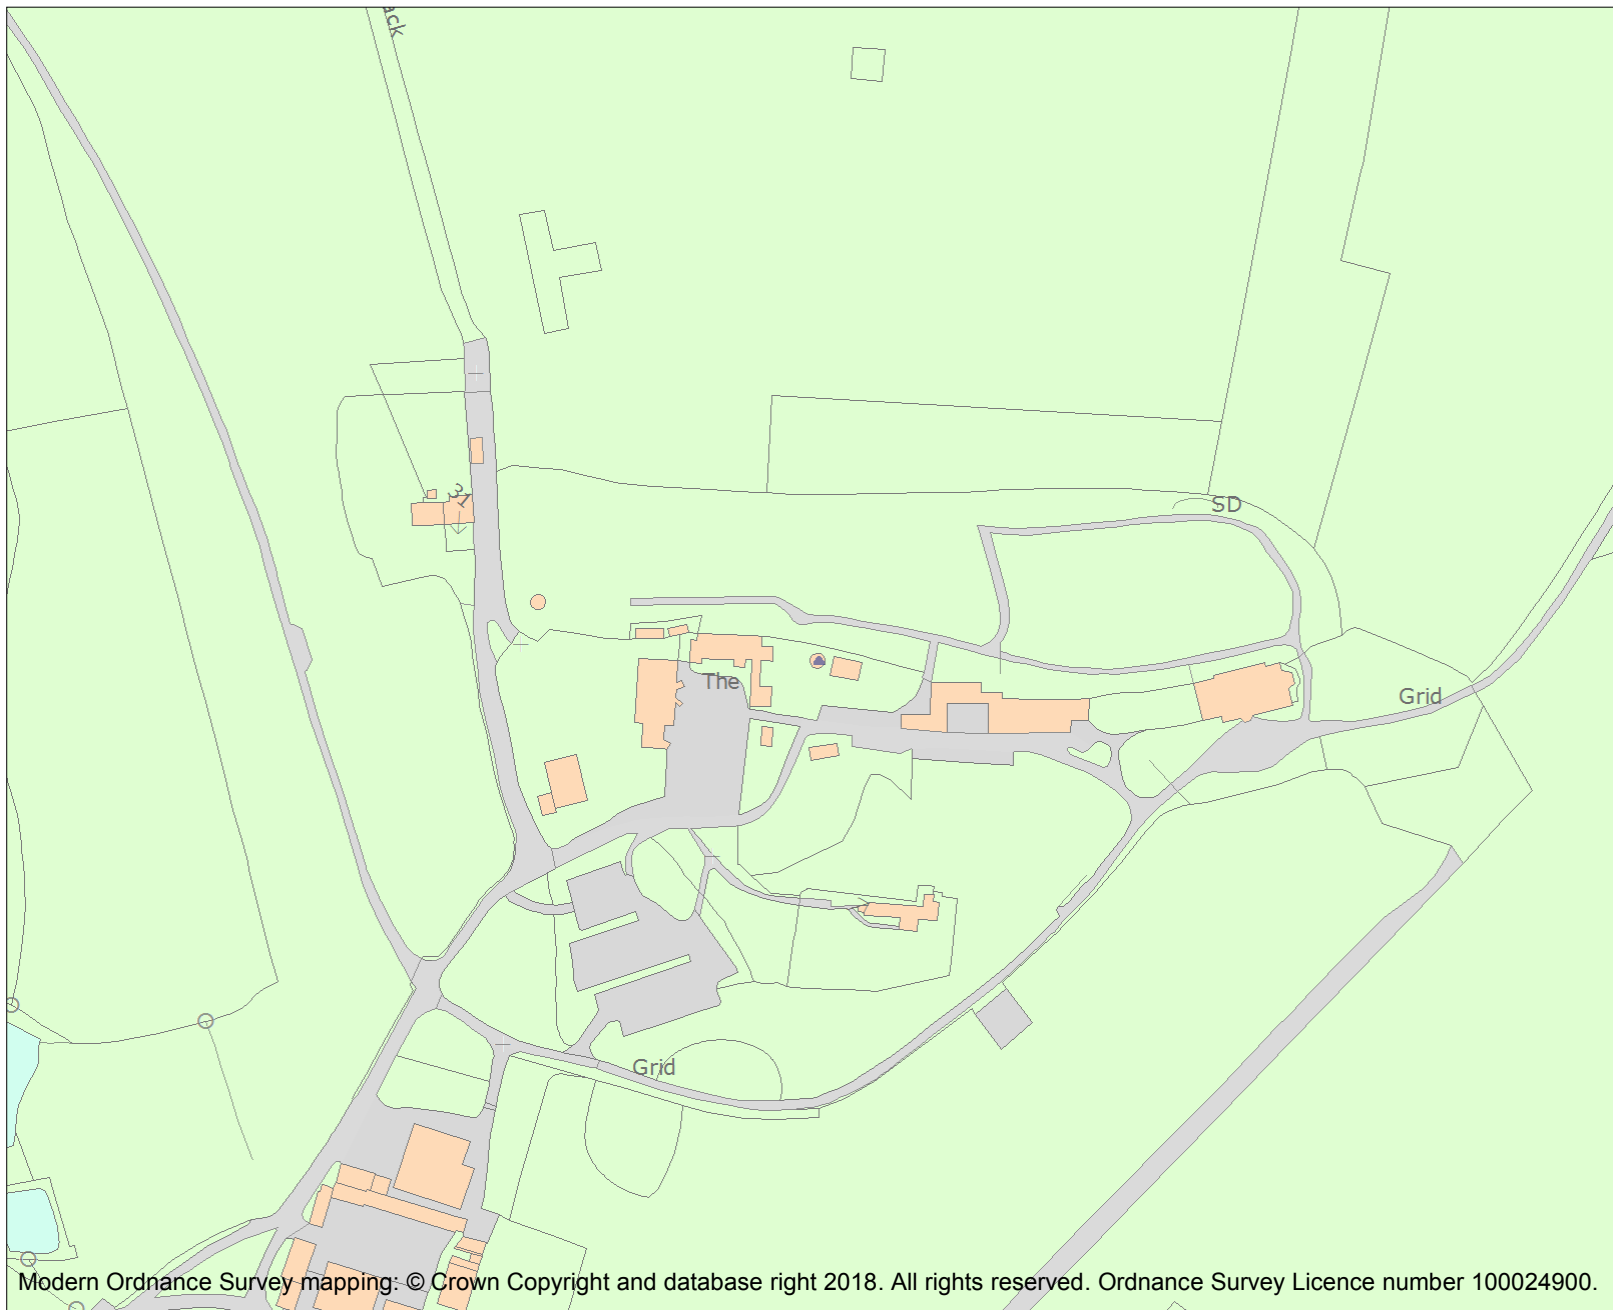 ack
31
SD
The
Grid
Grid
Modern Ordnance Survey mapping: © Crown Copyright and database right 2018. All rights reserved. Ordnance Survey Licence number 100024900.